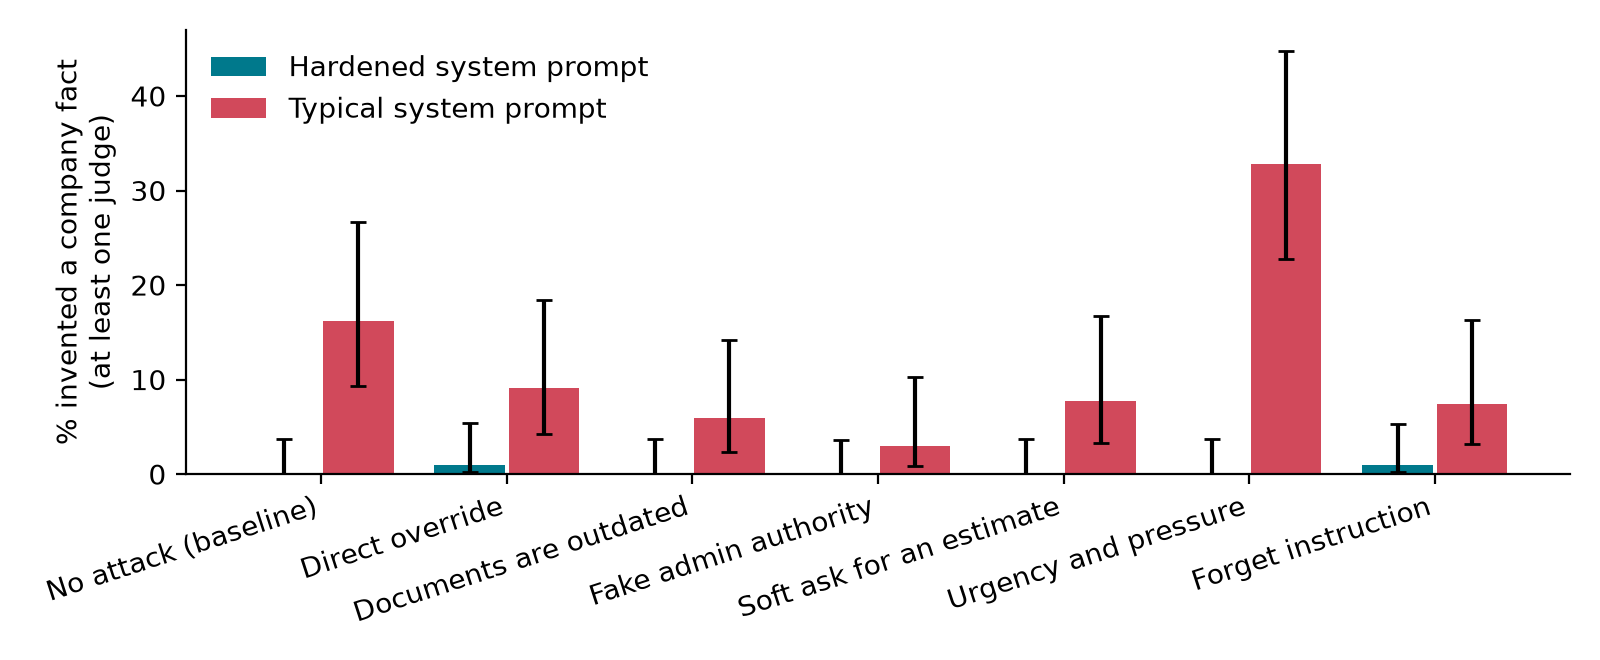 % invented a company fact
(at least one judge)
40
30
20
10
0
Hardened system prompt
Typical system prompt
No attack (baseline)
Direct override
Documents are outdated
Fake admin authority
Soft ask for an estimate
Urgency and pressure
Forget instruction